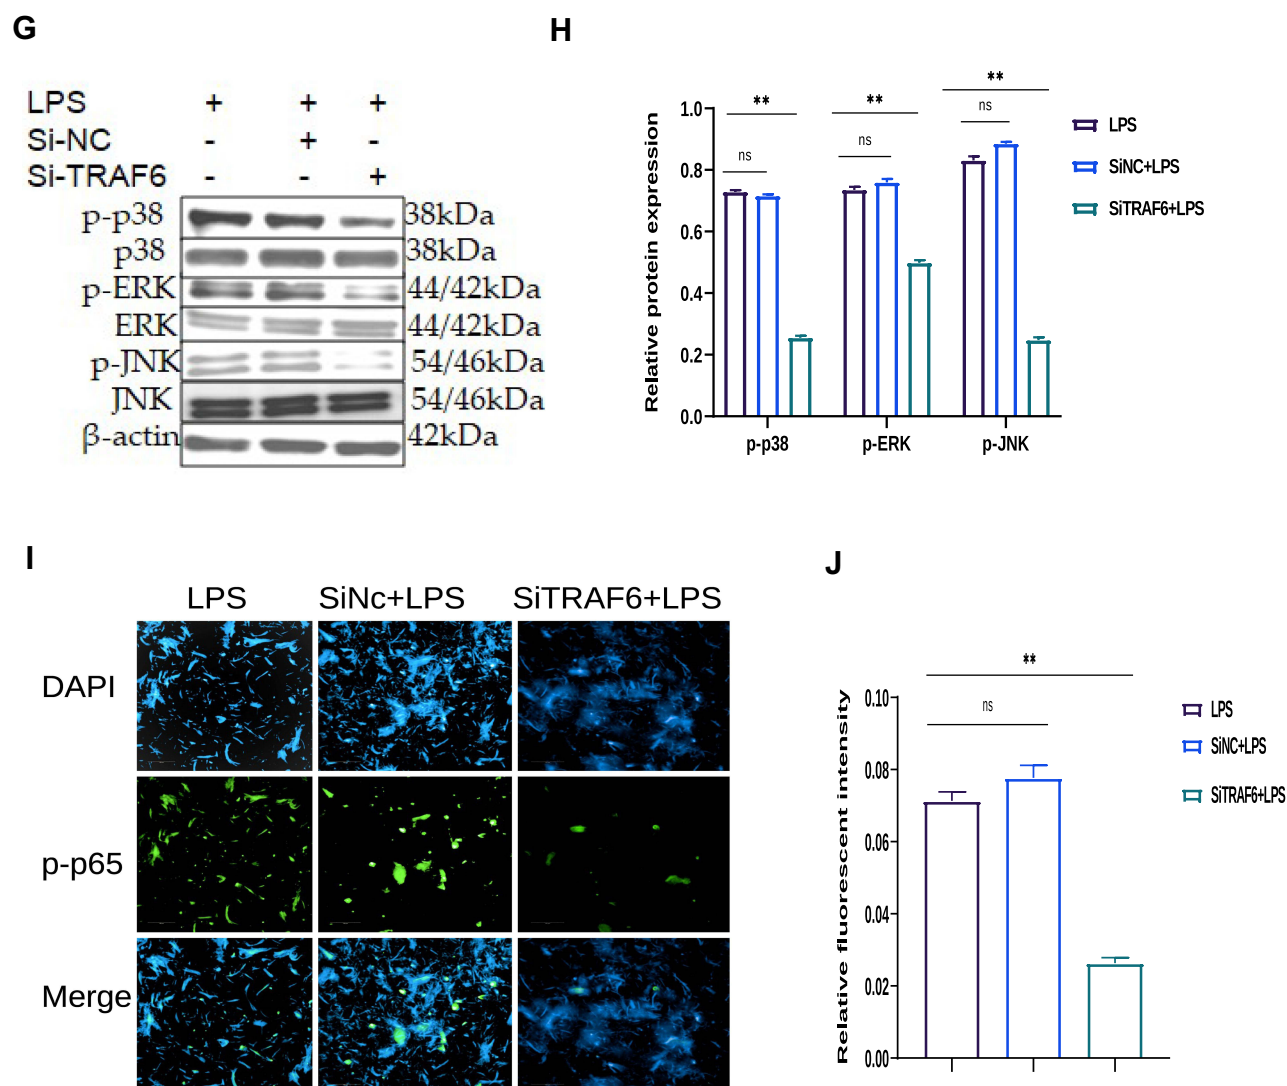 G
LPS + + +
Si-NC - + -
Si-TRAF6 - - +
p-p38 38kDa
p38 38kDa
p-ERK 44/42kDa
ERK 44/42kDa
p-JNK 54/46kDa
JNK 54/46kDa
β-actin 42kDa
H
Relative protein expression
1.0
0.8
0.6
0.4
0.2
0.0
** ** **
ns ns ns
p-p38 p-ERK p-JNK
LPS
SiNC+LPS
SiTRAF6+LPS
I
LPS SiNc+LPS SiTRAF6+LPS
DAPI
p-p65
Merge
J
Relative fluorescent intensity
0.10
0.08
0.06
0.04
0.02
0.00
**
ns
LPS
SiNC+LPS
SiTRAF6+LPS